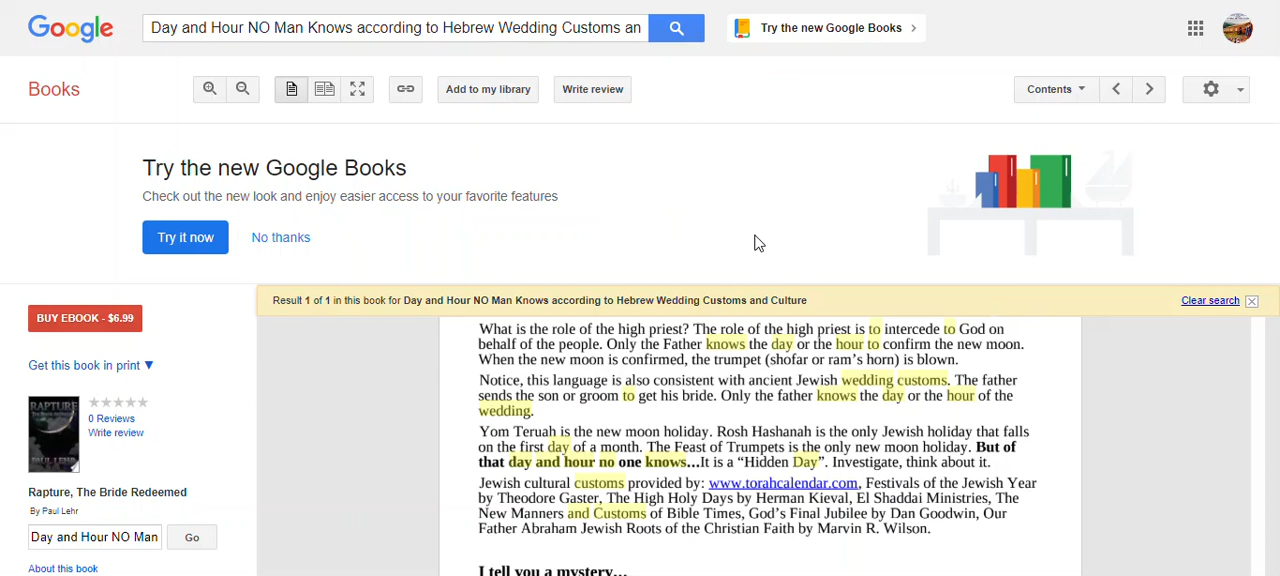 Google
Day and Hour NO Man Knows according to Hebrew Wedding Customs an
Try the new Google Books
Books
Add to my library
Write review
Contents
Try the new Google Books
Check out the new look and enjoy easier access to your favorite features
Try it now
No thanks
Result 1 of 1 in this book for Day and Hour NO Man Knows according to Hebrew Wedding Customs and Culture
Clear search
BUY EBOOK - $6.99
Get this book in print ▼
RAPTURE
PAUL LEHR
0 Reviews
Write review
Rapture, The Bride Redeemed
By Paul Lehr
Day and Hour NO Man
Go
About this book
What is the role of the high priest? The role of the high priest is to intercede to God on
behalf of the people. Only the Father knows the day or the hour to confirm the new moon.
When the new moon is confirmed, the trumpet (shofar or ram's horn) is blown.
Notice, this language is also consistent with ancient Jewish wedding customs. The father
sends the son or groom to get his bride. Only the father knows the day or the hour of the
wedding.
Yom Teruah is the new moon holiday. Rosh Hashanah is the only Jewish holiday that falls
on the first day of a month. The Feast of Trumpets is the only new moon holiday. But of
that day and hour no one knows...It is a “Hidden Day”. Investigate, think about it.
Jewish cultural customs provided by: www.torahcalendar.com, Festivals of the Jewish Year
by Theodore Gaster, The High Holy Days by Herman Kieval, El Shaddai Ministries, The
New Manners and Customs of Bible Times, God's Final Jubilee by Dan Goodwin, Our
Father Abraham Jewish Roots of the Christian Faith by Marvin R. Wilson.
I tell you a mystery...